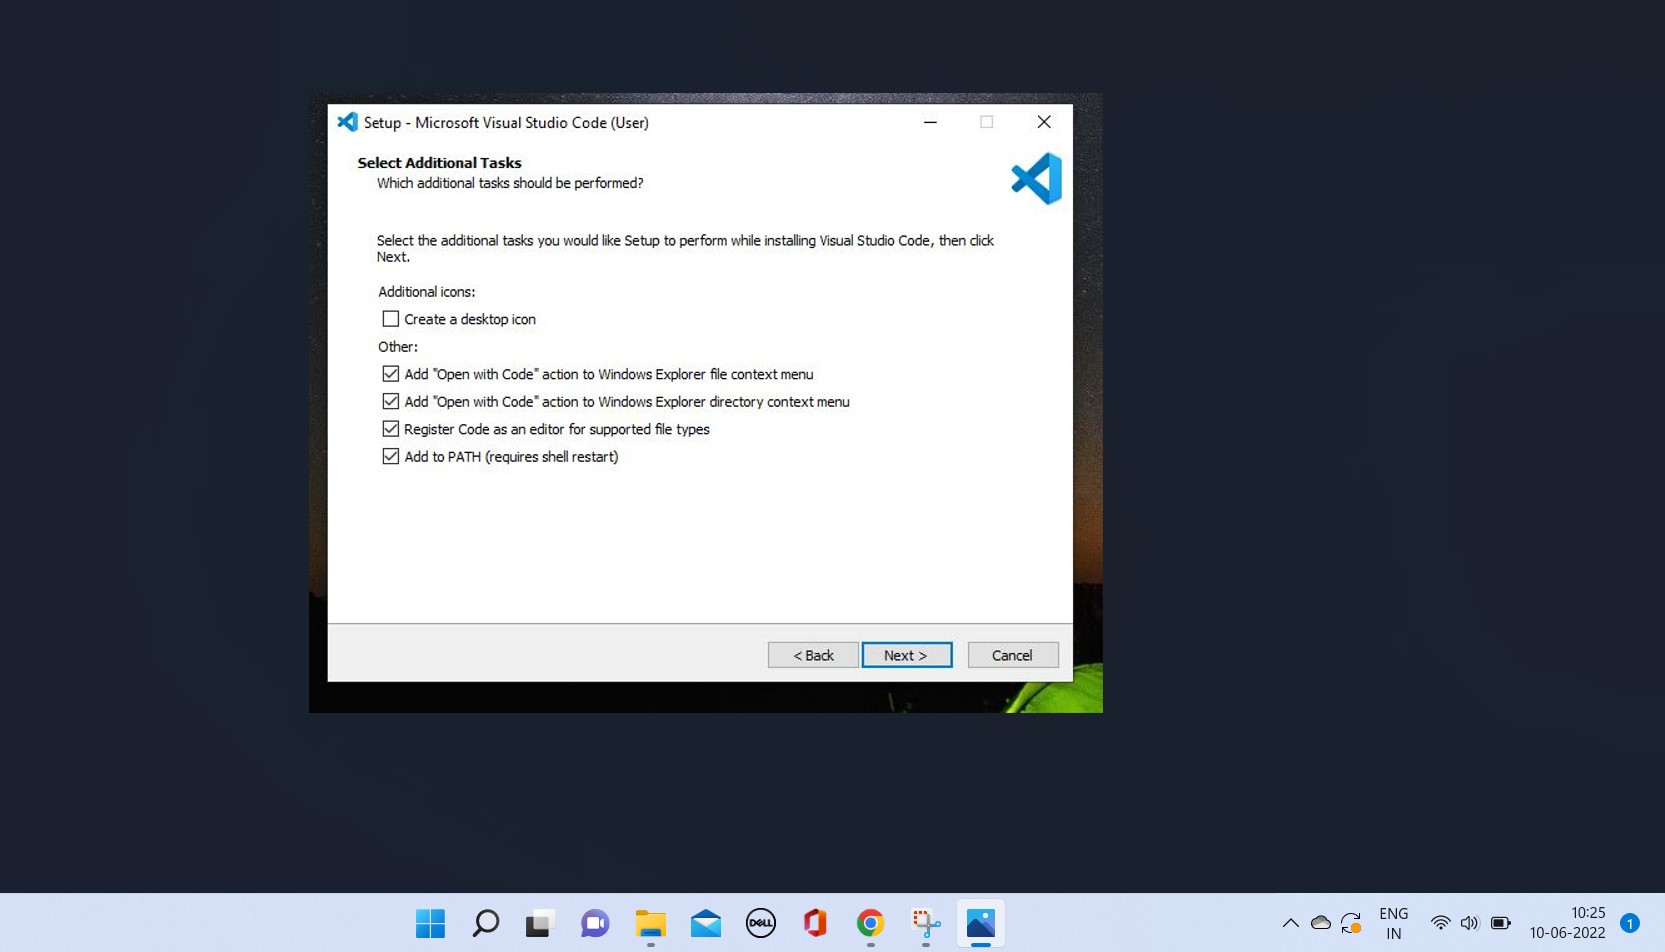 Setup - Microsoft Visual Studio Code (User)
Select Additional Tasks
Which additional tasks should be performed?
Select the additional tasks you would like Setup to perform while installing Visual Studio Code, then click
Next.
Additional icons:
Create a desktop icon
Other:
Add "Open with Code" action to Windows Explorer file context menu
Add "Open with Code" action to Windows Explorer directory context menu
Register Code as an editor for supported file types
Add to PATH (requires shell restart)
< Back Next > Cancel
DELL
ENG
IN
10:25
10-06-2022
1